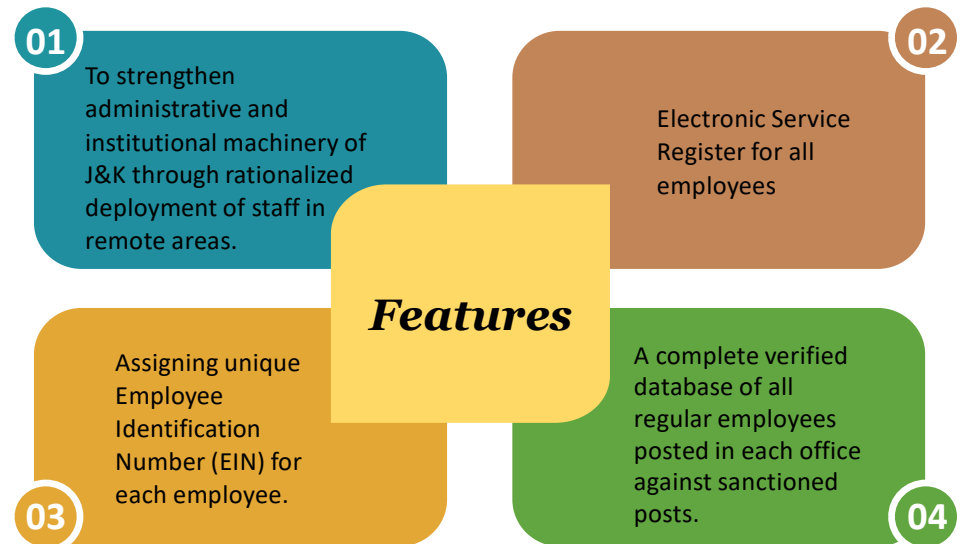 01
To strengthen
administrative and
institutional machinery of
J&K through rationalized
deployment of staff in
remote areas.
02
Electronic Service
Register for all
employees
Features
03
Assigning unique
Employee
Identification
Number (EIN) for
each employee.
04
A complete verified
database of all
regular employees
posted in each office
against sanctioned
posts.